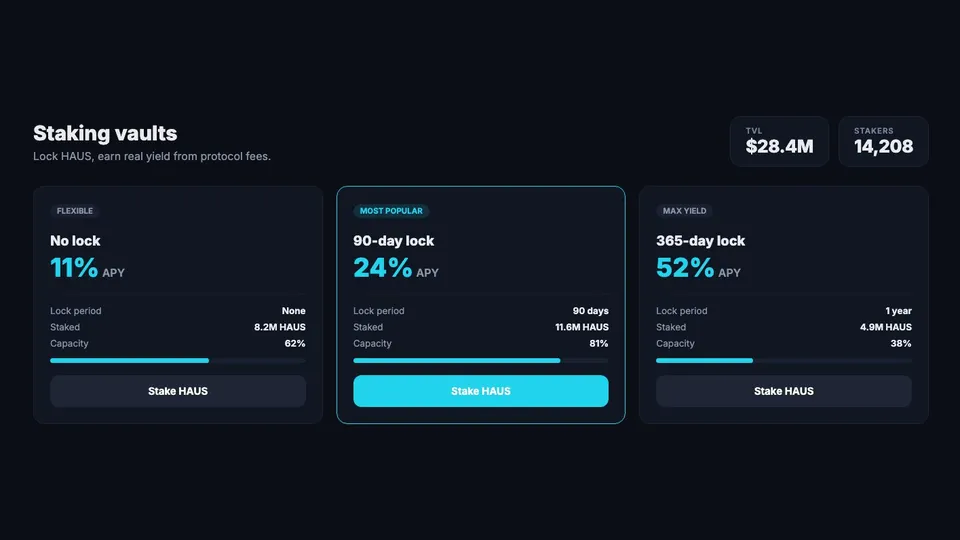 Staking vaults
Lock HAUS, earn real yield from protocol fees.
TVL
$28.4M
STAKERS
14,208
FLEXIBLE
No lock
11% APY
Lock period None
Staked 8.2M HAUS
Capacity 62%
Stake HAUS
MOST POPULAR
90-day lock
24% APY
Lock period 90 days
Staked 11.6M HAUS
Capacity 81%
Stake HAUS
MAX YIELD
365-day lock
52% APY
Lock period 1 year
Staked 4.9M HAUS
Capacity 38%
Stake HAUS